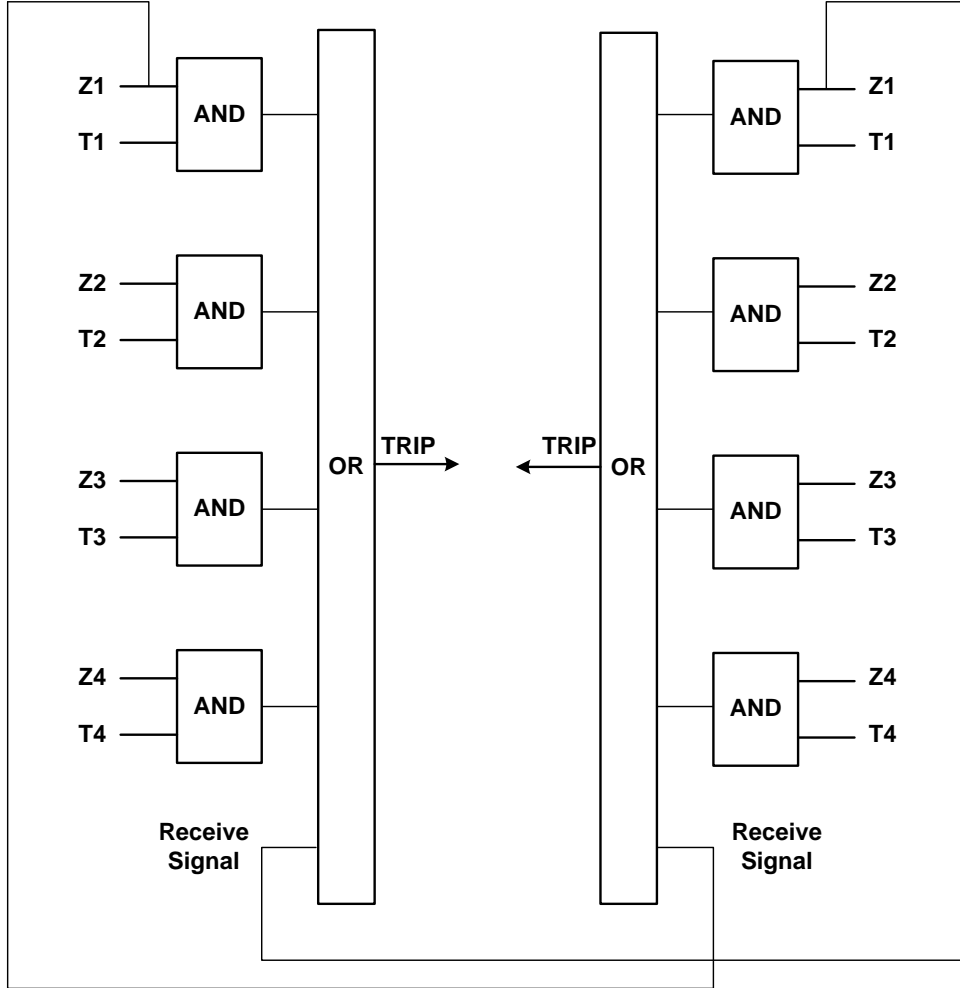 Z1
T1
AND
Z2
T2
AND
Z3
T3
AND
Z4
T4
AND
Receive
Signal
OR
TRIP
TRIP
OR
AND
Z1
T1
AND
Z2
T2
AND
Z3
T3
AND
Z4
T4
Receive
Signal